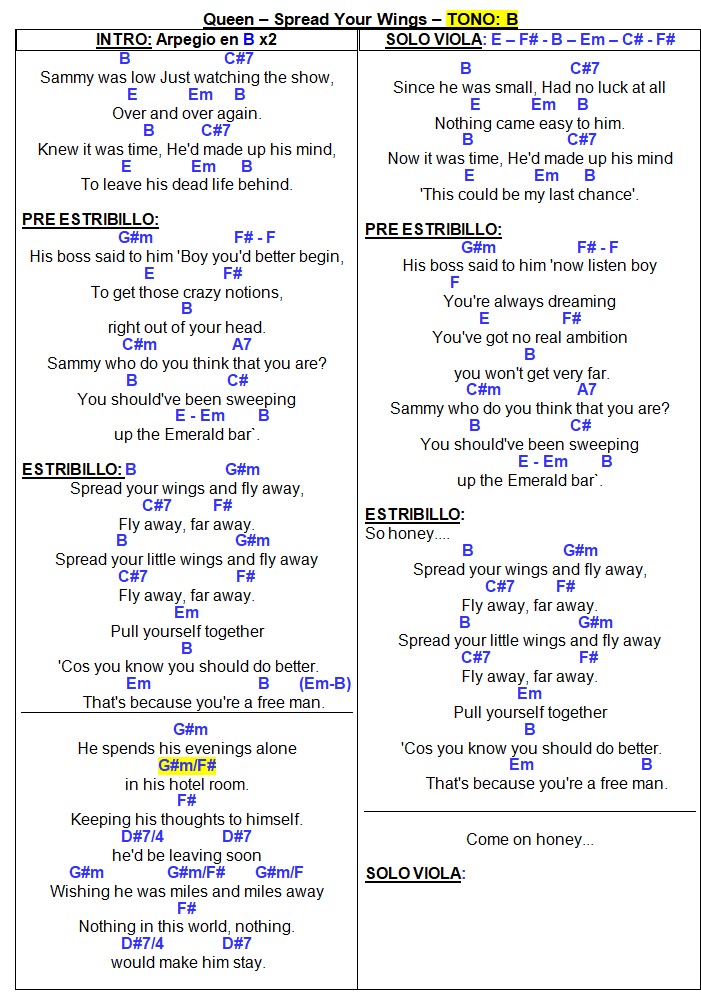 Queen – Spread Your Wings – TONO: B
INTRO: Arpegio en B x2
B C#7
Sammy was low Just watching the show,
E Em B
Over and over again.
B C#7
Knew it was time, He'd made up his mind,
E Em B
To leave his dead life behind.
PRE ESTRIBILLO:
G#m F# - F
His boss said to him 'Boy you'd better begin,
E F#
To get those crazy notions,
B
right out of your head.
C#m A7
Sammy who do you think that you are?
B C#
You should've been sweeping
E - Em B
up the Emerald bar`.
ESTRIBILLO: B G#m
Spread your wings and fly away,
C#7 F#
Fly away, far away.
B G#m
Spread your little wings and fly away
C#7 F#
Fly away, far away.
Em
Pull yourself together
B
'Cos you know you should do better.
Em B (Em-B)
That's because you're a free man.
G#m
He spends his evenings alone
G#m/F#
in his hotel room.
F#
Keeping his thoughts to himself.
D#7/4 D#7
he'd be leaving soon
G#m G#m/F# G#m/F
Wishing he was miles and miles away
F#
Nothing in this world, nothing.
D#7/4 D#7
would make him stay.
SOLO VIOLA: E – F# - B – Em – C# - F#
B C#7
Since he was small, Had no luck at all
E Em B
Nothing came easy to him.
B C#7
Now it was time, He'd made up his mind
E Em B
'This could be my last chance'.
PRE ESTRIBILLO:
G#m F# - F
His boss said to him 'now listen boy
F
You're always dreaming
E F#
You've got no real ambition
B
you won't get very far.
C#m A7
Sammy who do you think that you are?
B C#
You should've been sweeping
E - Em B
up the Emerald bar`.
ESTRIBILLO:
So honey....
B G#m
Spread your wings and fly away,
C#7 F#
Fly away, far away.
B G#m
Spread your little wings and fly away
C#7 F#
Fly away, far away.
Em
Pull yourself together
B
'Cos you know you should do better.
Em B
That's because you're a free man.
Come on honey...
SOLO VIOLA: